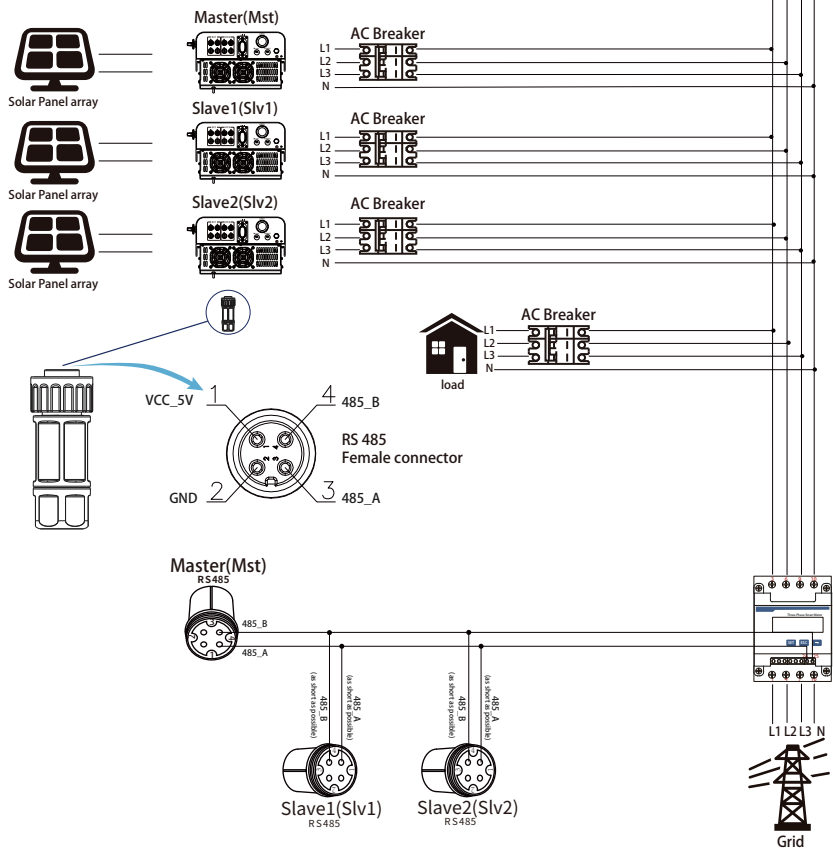 Master(Mst)
AC Breaker
L1
L2
L3
N
Solar Panel array
Slave1(Slv1)
AC Breaker
L1
L2
L3
N
Solar Panel array
Slave2(Slv2)
AC Breaker
L1
L2
L3
N
Solar Panel array
AC Breaker
L1
L2
L3
N
load
VCC_5V 1
4 485_B
1 4
2 3
RS 485
Female connector
GND 2
3 485_A
Master(Mst)
RS485
485_B
485_A
485_B
(as short as possible)
485_A
(as short as possible)
485_B
(as short as possible)
485_A
(as short as possible)
Slave1(Slv1)
RS485
Slave2(Slv2)
RS485
L1 L2 L3 N
Grid